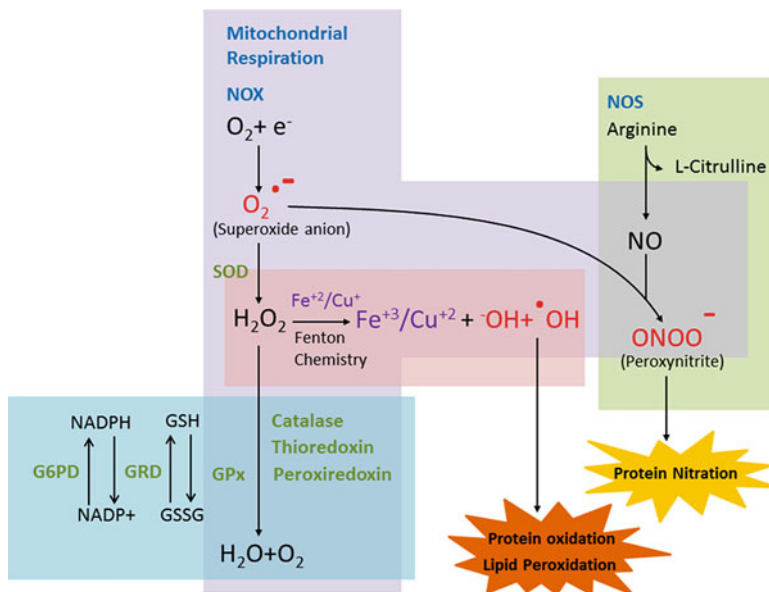 Mitochondrial
Respiration
NOX
O₂+ e⁻
O₂•⁻
(Superoxide anion)
SOD
H₂O₂
Fe⁺²/Cu⁺
Fenton
Chemistry
Fe⁺³/Cu⁺² + ⁻OH+ •OH
NOS
Arginine
L-Citrulline
NO
ONOO⁻
(Peroxynitrite)
Protein Nitration
Protein oxidation
Lipid Peroxidation
NADPH
G6PD
NADP+
GSH
GRD
GSSG
GPx
Catalase
Thioredoxin
Peroxiredoxin
H₂O+O₂